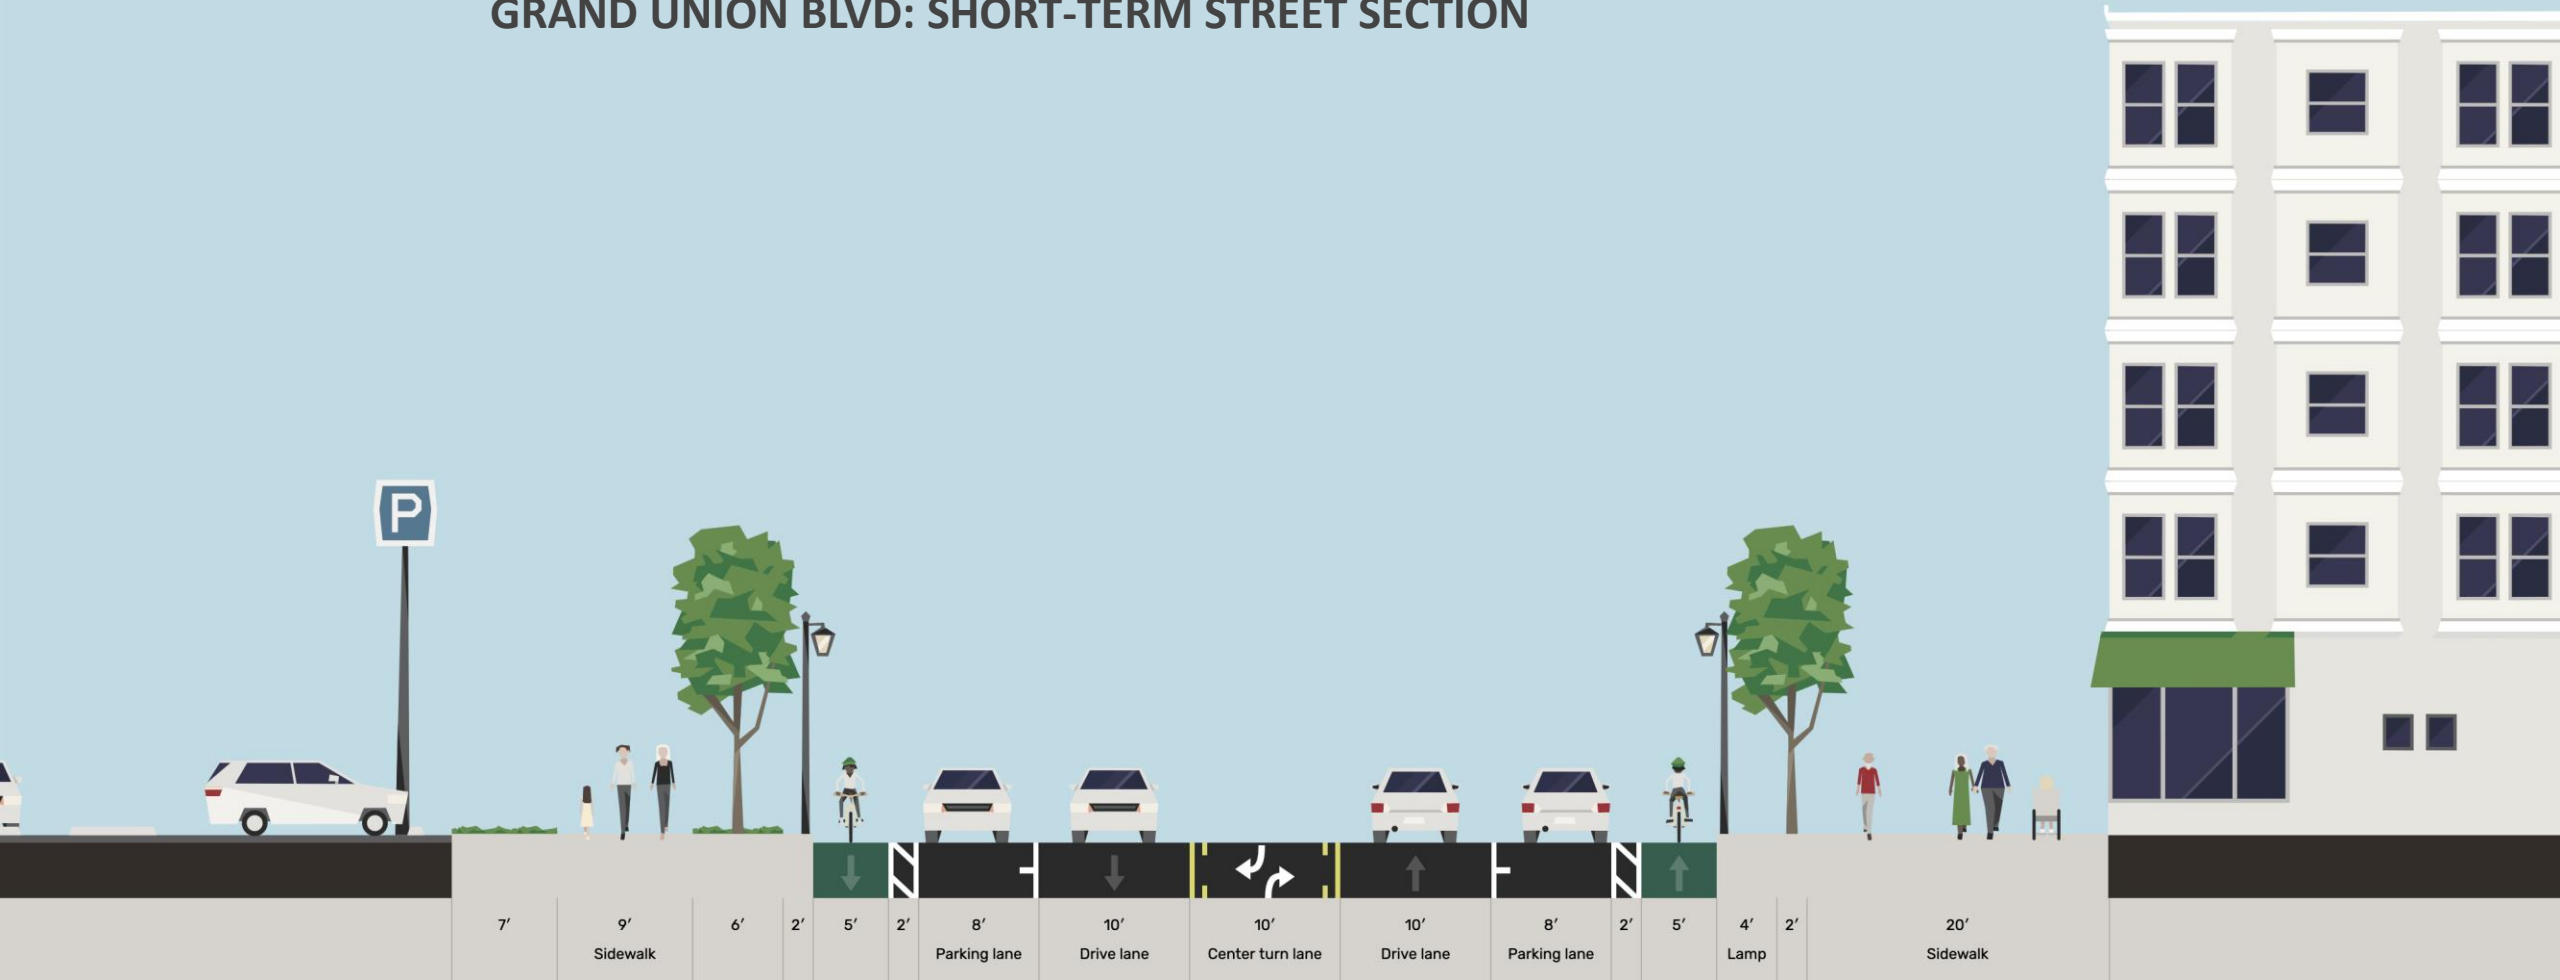 GRAND UNION BLVD: SHORT-TERM STREET SECTION
P
7′ 9′ 6′ 2′ 5′ 2′ 8′ 10′ 10′ 10′ 8′ 2′ 5′ 4′ 2′ 20′
Sidewalk Parking lane Drive lane Center turn lane Drive lane Parking lane Lamp Sidewalk